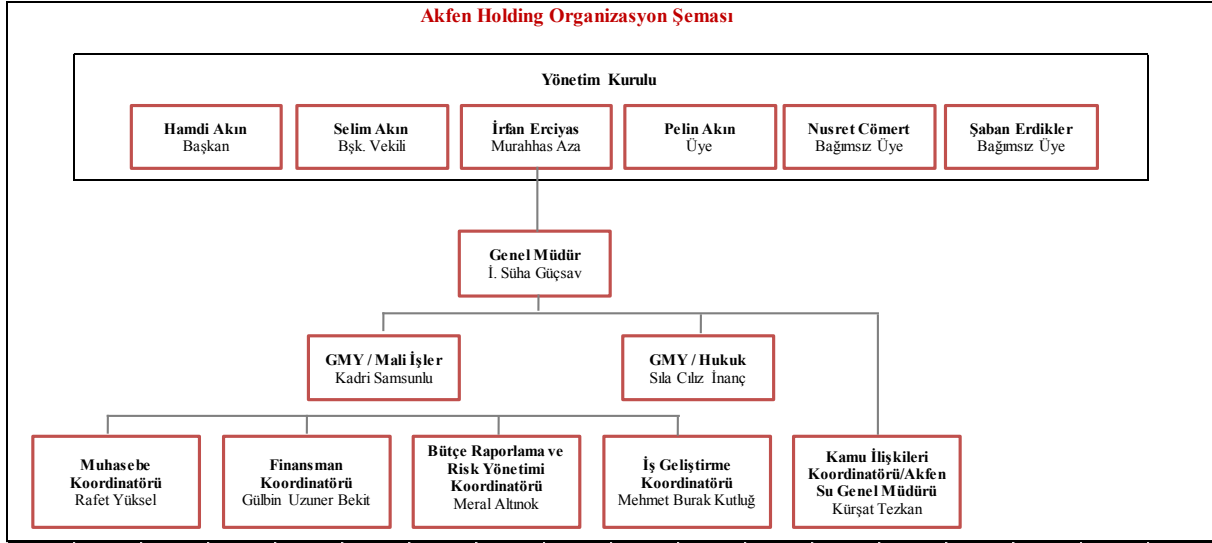 Akfen Holding Organizasyon Şeması
Yönetim Kurulu
Hamdi Akın
Başkan
Selim Akın
Bşk. Vekili
İrfan Erciyas
Murahhas Aza
Pelin Akın
Üye
Nusret Cömert
Bağımsız Üye
Şaban Erdikler
Bağımsız Üye
Genel Müdür
İ. Süha Güçsav
GMY / Mali İşler
Kadri Samsunlu
GMY / Hukuk
Sıla Cılız İnanç
Muhasebe
Koordinatörü
Rafet Yüksel
Finansman
Koordinatörü
Gülbin Uzuner Bekit
Bütçe Raporlama ve
Risk Yönetimi
Koordinatörü
Meral Altınok
İş Geliştirme
Koordinatörü
Mehmet Burak Kutluğ
Kamu İlişkileri
Koordinatörü/Akfen
Su Genel Müdürü
Kürşat Tezkan